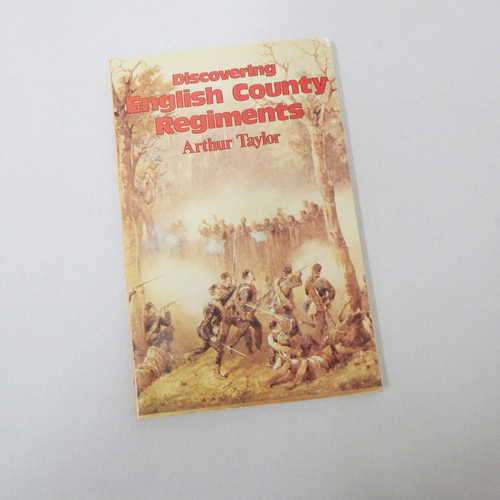 Discovering
English County
Regiments
Arthur Taylor